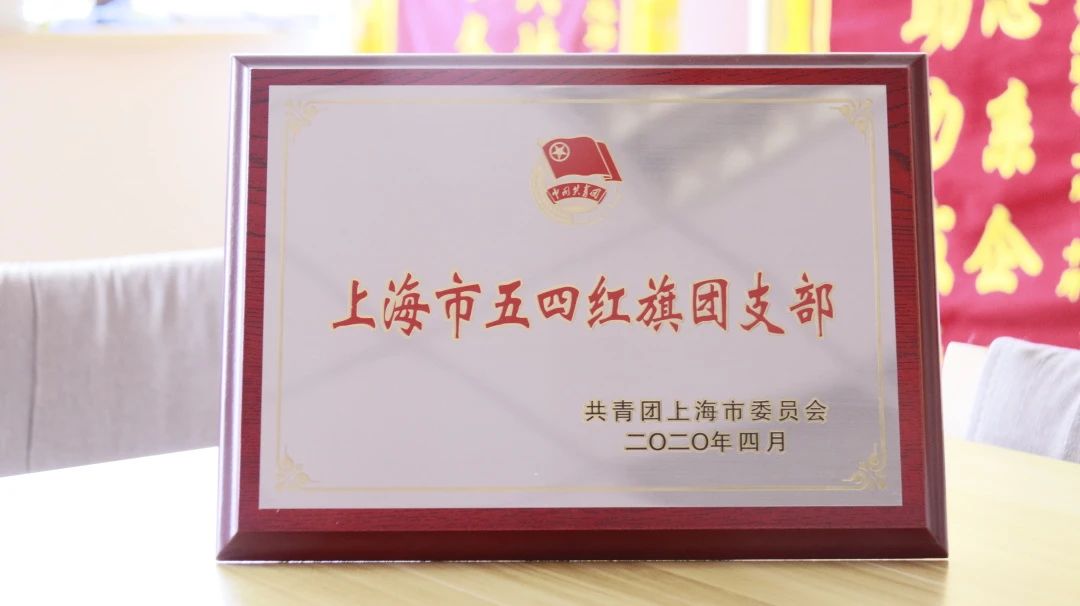 中国共青团
上海市五四红旗团支部
共青团上海市委员会
二〇二〇年四月